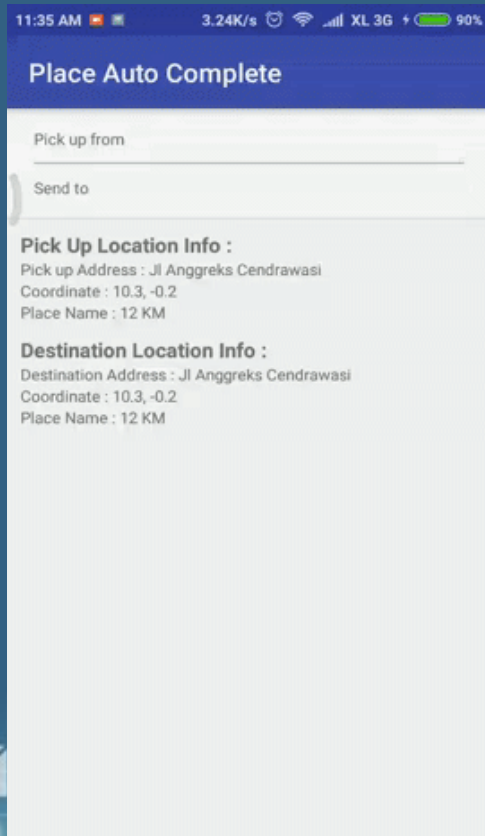 11:35 AM 3.24K/s XL 3G 90%
Place Auto Complete
Pick up from
Send to
Pick Up Location Info :
Pick up Address : Jl Anggreks Cendrawasi
Coordinate : 10.3, -0.2
Place Name : 12 KM
Destination Location Info :
Destination Address : Jl Anggreks Cendrawasi
Coordinate : 10.3, -0.2
Place Name : 12 KM